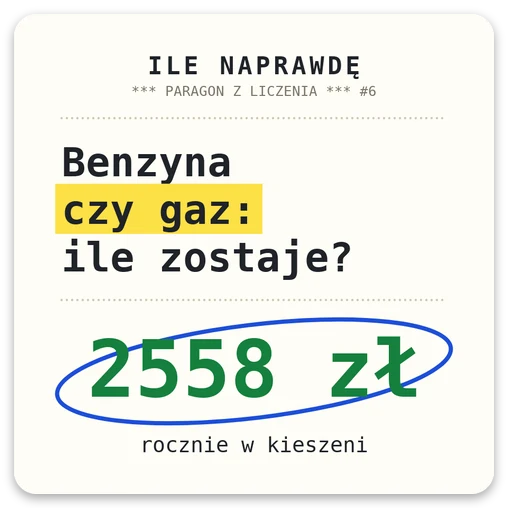 ILE NAPRAWDĘ
*** PARAGON Z LICZENIA *** #6
Benzyna
czy gaz:
ile zostaje?
2558 zł
rocznie w kieszeni